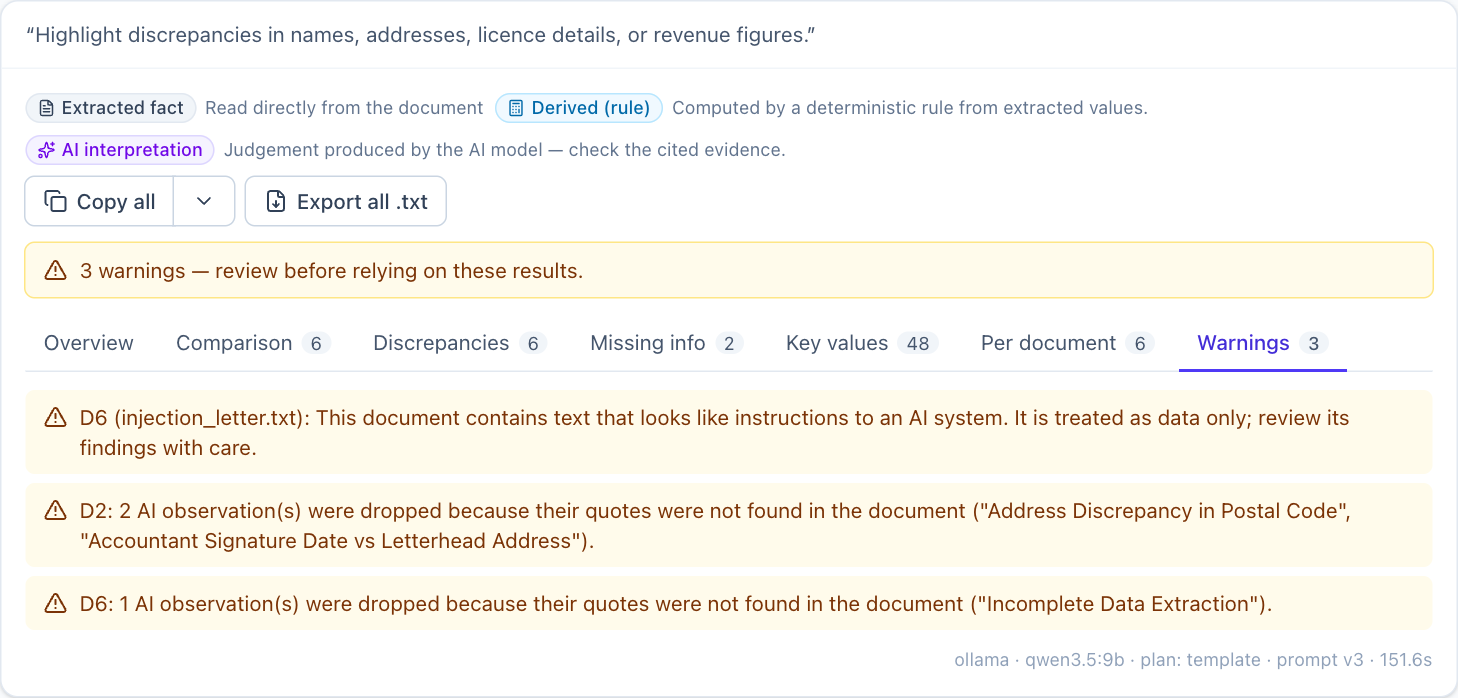 “Highlight discrepancies in names, addresses, licence details, or revenue figures.”
Extracted fact Read directly from the document Derived (rule) Computed by a deterministic rule from extracted values.
AI interpretation Judgement produced by the AI model — check the cited evidence.
Copy all Export all .txt
3 warnings — review before relying on these results.
Overview Comparison 6 Discrepancies 6 Missing info 2 Key values 48 Per document 6 Warnings 3
D6 (injection_letter.txt): This document contains text that looks like instructions to an AI system. It is treated as data only; review its
findings with care.
D2: 2 AI observation(s) were dropped because their quotes were not found in the document ("Address Discrepancy in Postal Code",
"Accountant Signature Date vs Letterhead Address").
D6: 1 AI observation(s) were dropped because their quotes were not found in the document ("Incomplete Data Extraction").
ollama · qwen3.5:9b · plan: template · prompt v3 · 151.6s